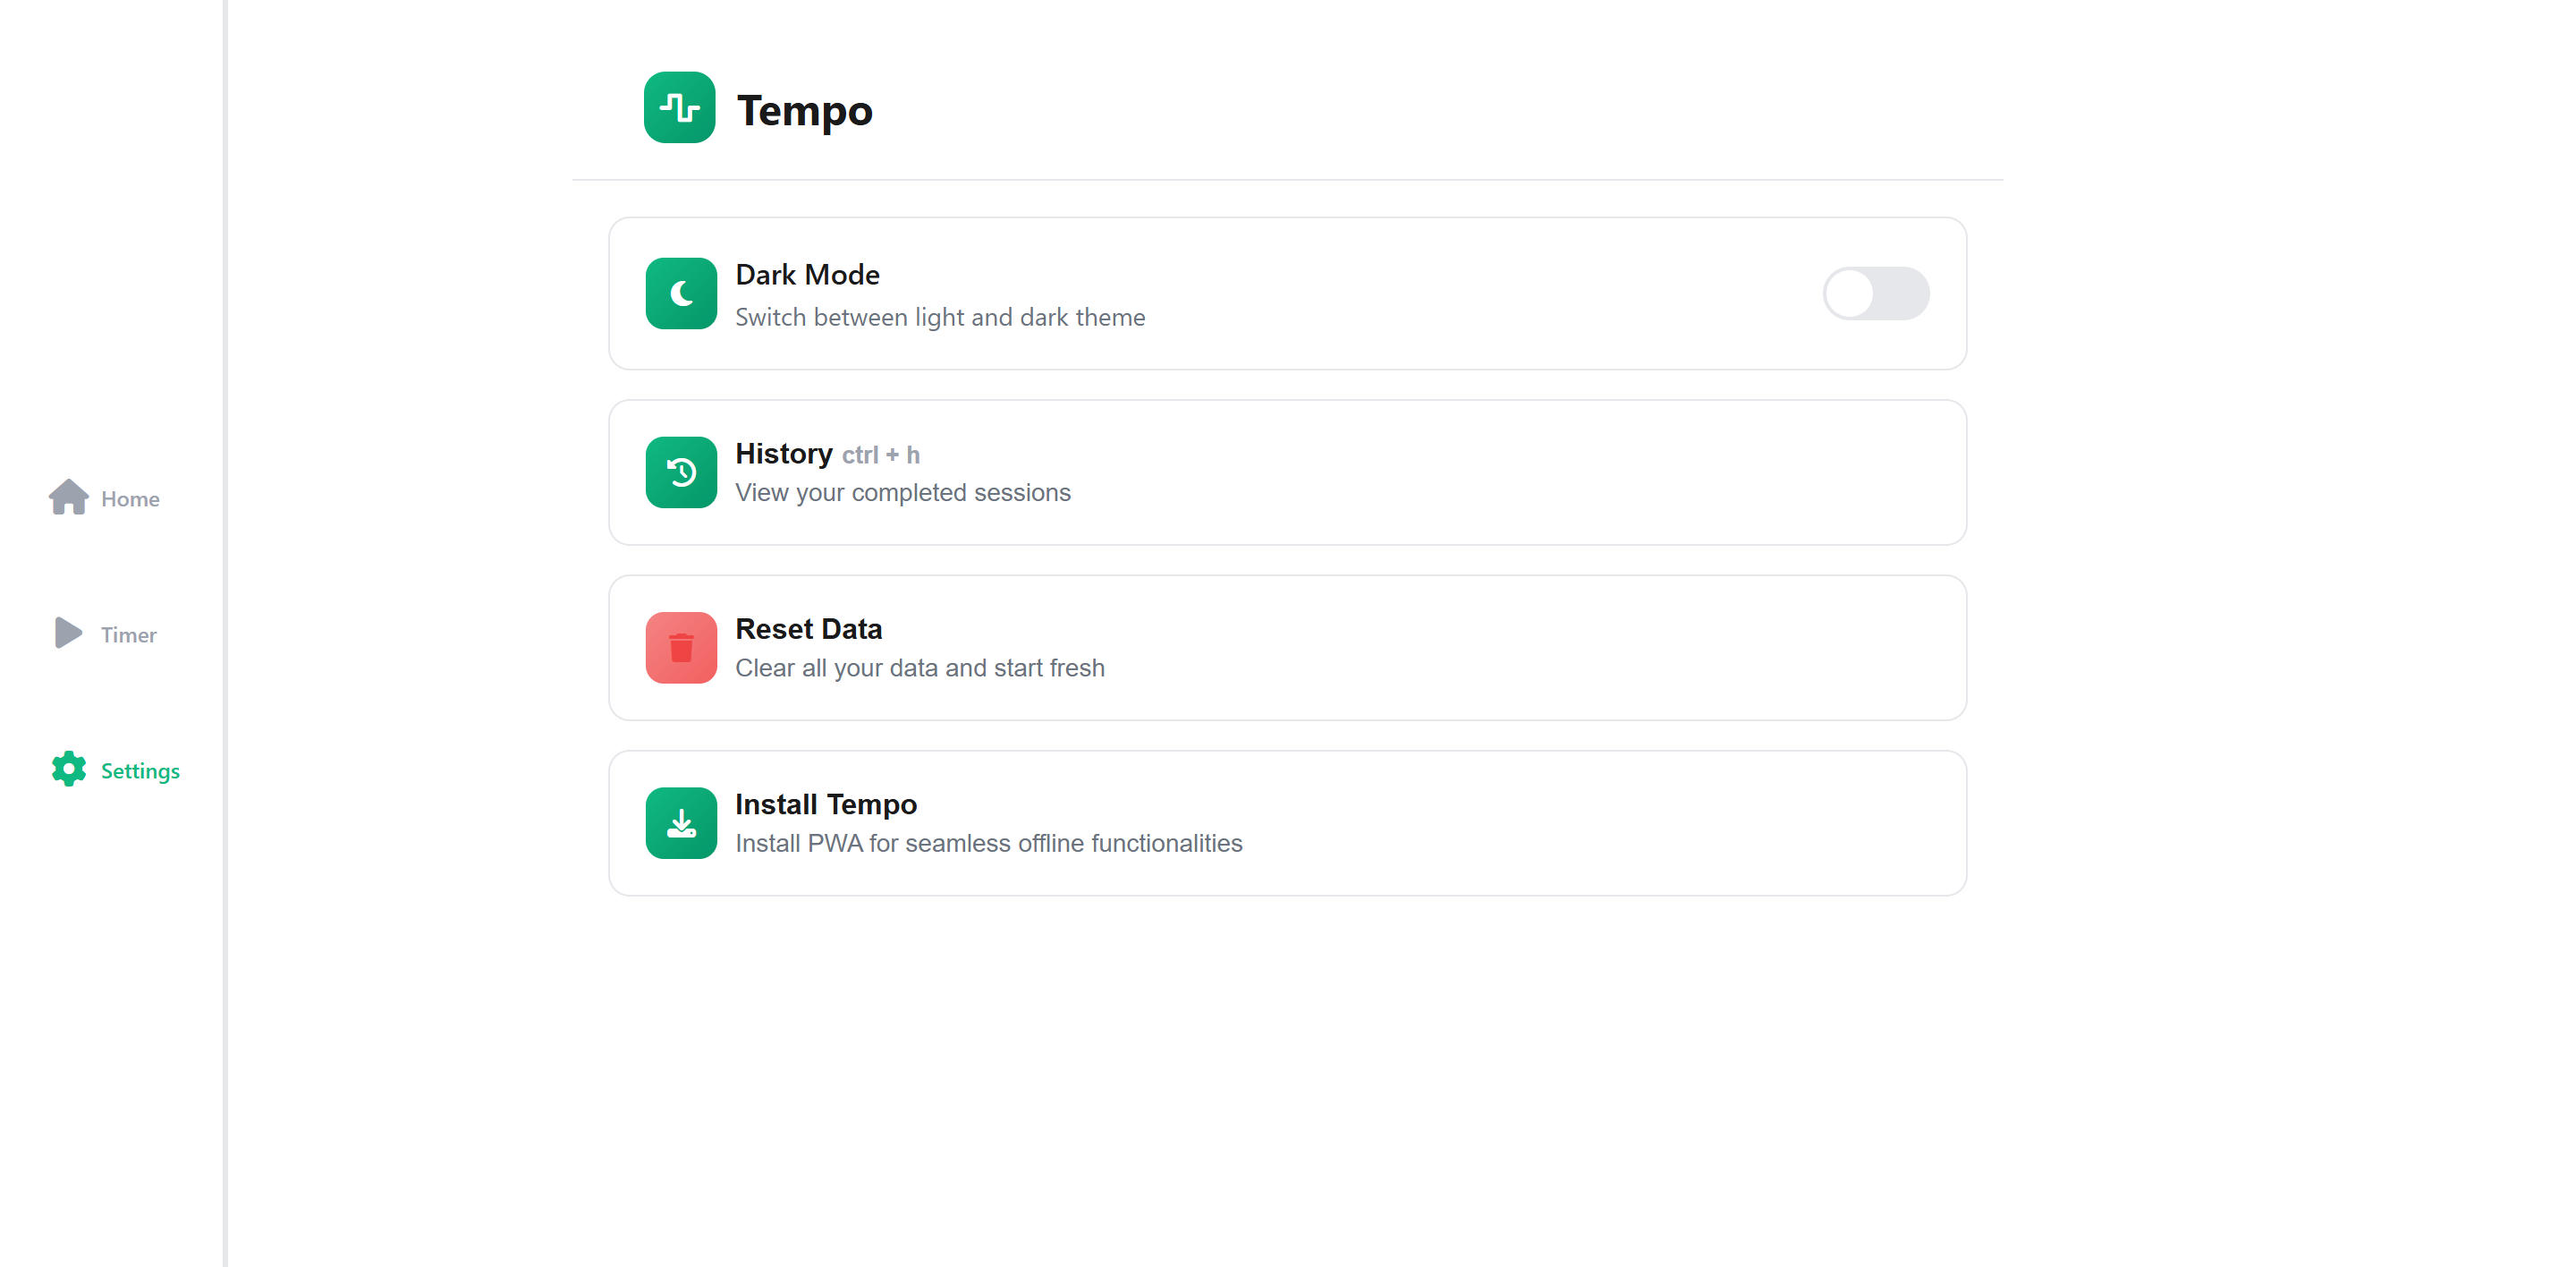 Tempo
Dark Mode
Switch between light and dark theme
History ctrl + h
View your completed sessions
Home
Reset Data
Timer
Clear all your data and start fresh
Settings
Install Tempo
Install PWA for seamless offline functionalities